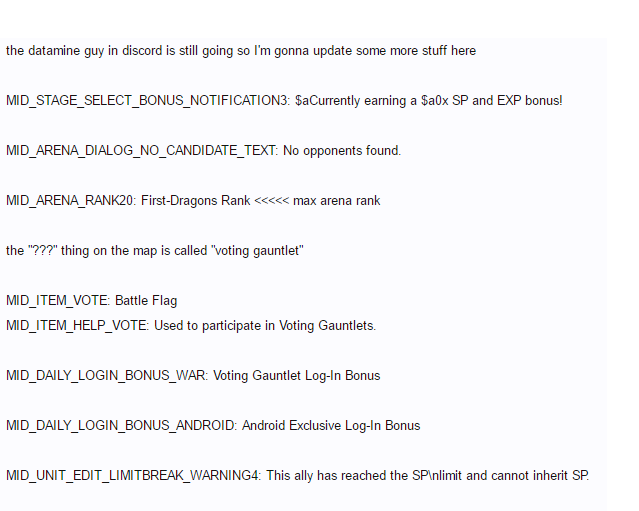 the datamine guy in discord is still going so I'm gonna update some more stuff here
MID_STAGE_SELECT_BONUS_NOTIFICATION3: $aCurrently earning a $a0x SP and EXP bonus!
MID_ARENA_DIALOG_NO_CANDIDATE_TEXT: No opponents found.
MID_ARENA_RANK20: First-Dragons Rank <<<<< max arena rank
the "???" thing on the map is called "voting gauntlet"
MID_ITEM_VOTE: Battle Flag
MID_ITEM_HELP_VOTE: Used to participate in Voting Gauntlets.
MID_DAILY_LOGIN_BONUS_WAR: Voting Gauntlet Log-In Bonus
MID_DAILY_LOGIN_BONUS_ANDROID: Android Exclusive Log-In Bonus
MID_UNIT_EDIT_LIMITBREAK_WARNING4: This ally has reached the SP\nlimit and cannot inherit SP.